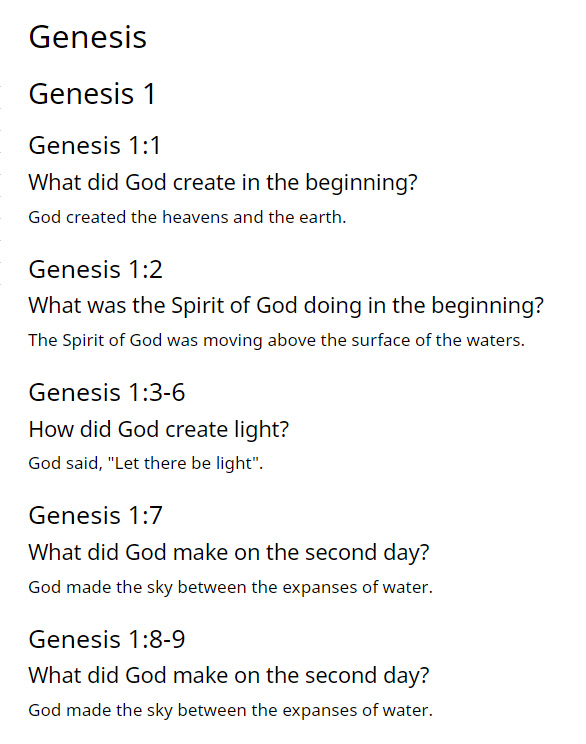 Genesis
Genesis 1
Genesis 1:1
What did God create in the beginning?
God created the heavens and the earth.
Genesis 1:2
What was the Spirit of God doing in the beginning?
The Spirit of God was moving above the surface of the waters.
Genesis 1:3-6
How did God create light?
God said, "Let there be light".
Genesis 1:7
What did God make on the second day?
God made the sky between the expanses of water.
Genesis 1:8-9
What did God make on the second day?
God made the sky between the expanses of water.